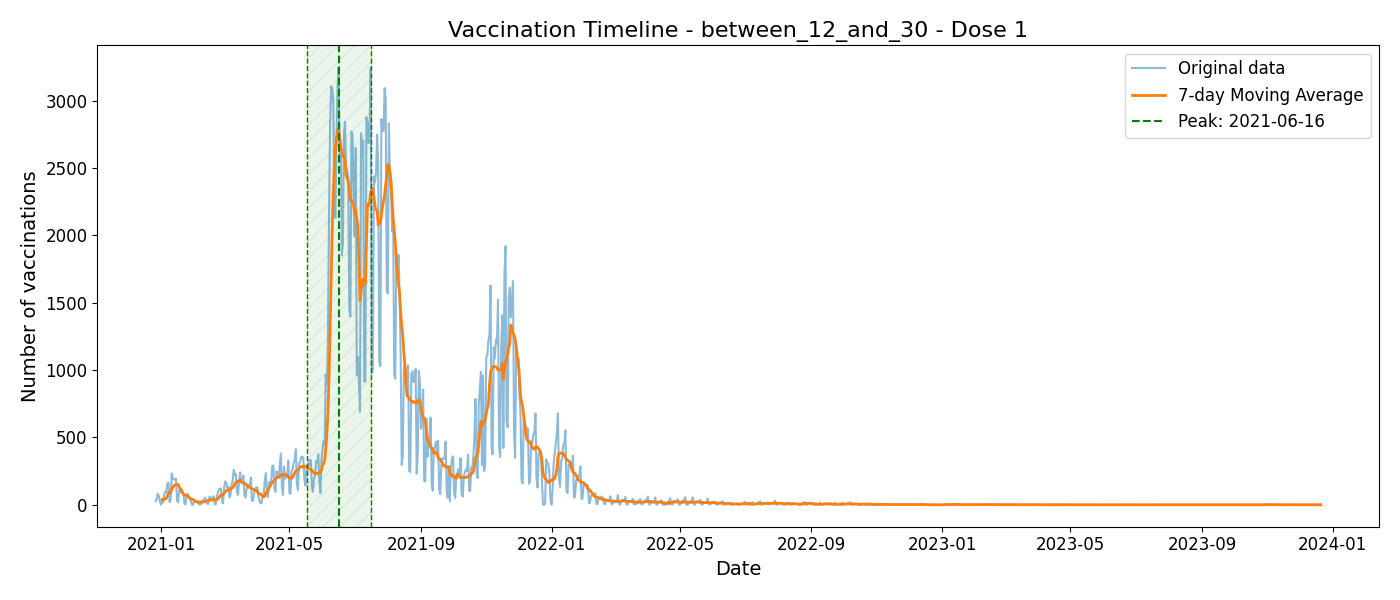 Vaccination Timeline - between_12_and_30 - Dose 1
Original data
7-day Moving Average
Peak: 2021-06-16
Number of vaccinations
3000
2500
2000
1500
1000
500
0
2021-01
2021-05
2021-09
2022-01
2022-05
2022-09
2023-01
2023-05
2023-09
2024-01
Date